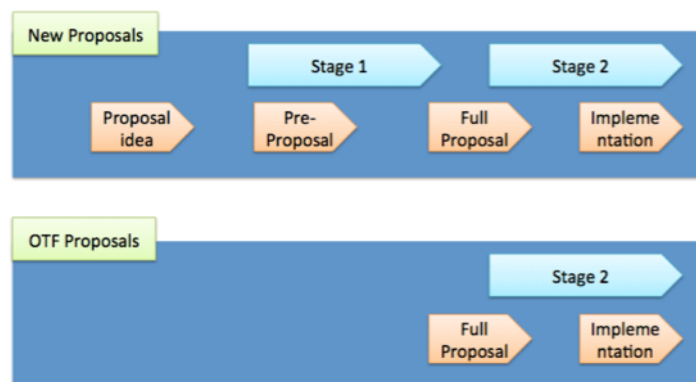 New Proposals
Stage 1
Stage 2
Proposal
idea
Pre-
Proposal
Full
Proposal
Impleme
ntation
OTF Proposals
Stage 2
Full
Proposal
Impleme
ntation